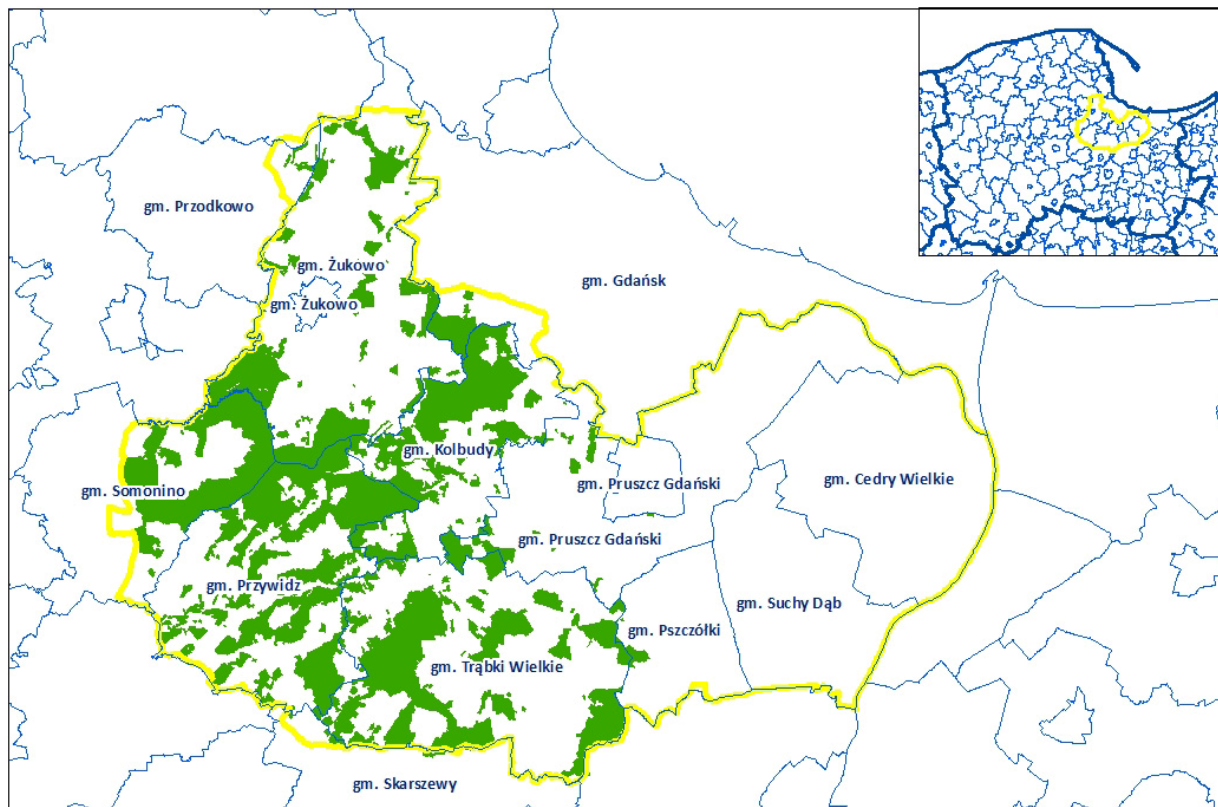 gm. Przodkowo
gm. Żukowo
gm. Gdańsk
gm. Żukowo
gm. Kolbudy
gm. Cedry Wielkie
gm. Pruszcz Gdański
gm. Somonino
gm. Pruszcz Gdański
gm. Przywidz
gm. Suchy Dąb
gm. Pszczółki
gm. Trąbki Wielkie
gm. Skarszewy